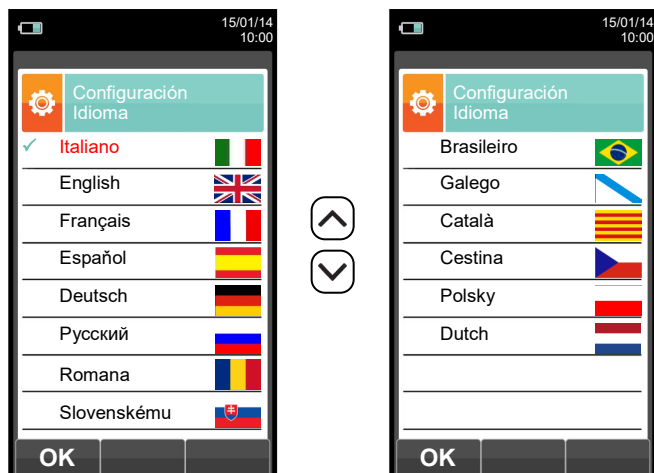 15/01/14
10:00
Configuración
Idioma
Italiano
English
Français
Espaňol
Deutsch
Русский
Romana
Slovenskému
OK
15/01/14
10:00
Configuración
Idioma
Brasileiro
Galego
Català
Cestina
Polsky
Dutch
OK